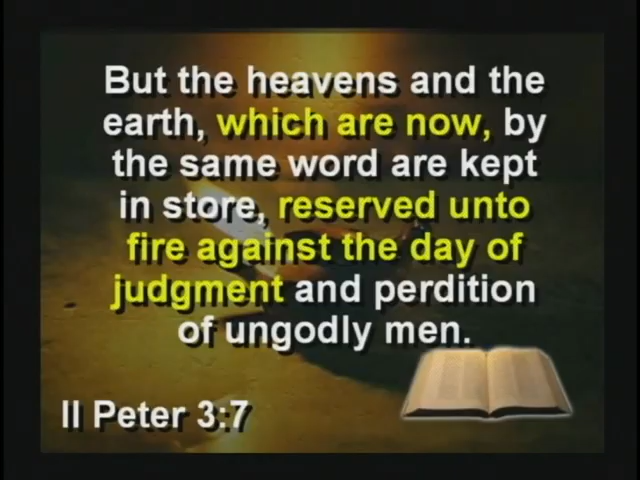 But the heavens and the
earth, which are now, by
the same word are kept
in store, reserved unto
fire against the day of
judgment and perdition
of ungodly men.
II Peter 3:7